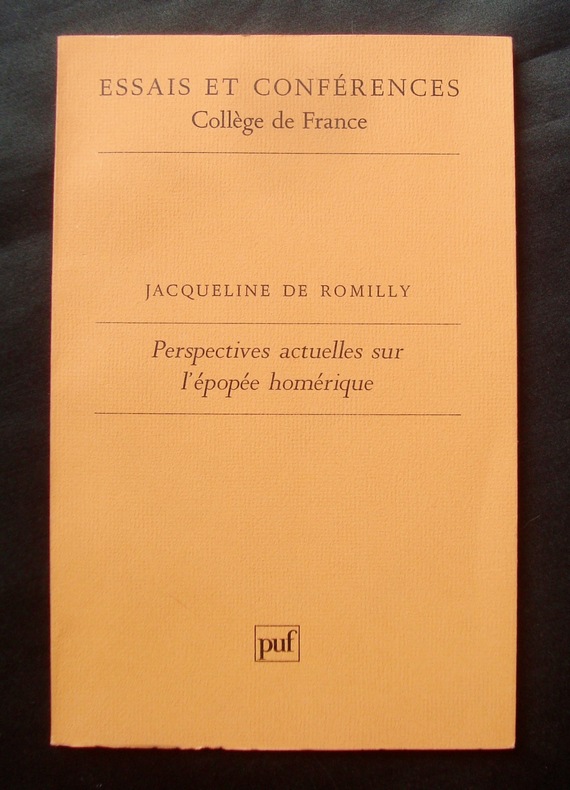 ESSAIS ET CONFÉRENCES
Collège de France
JACQUELINE DE ROMILLY
Perspectives actuelles sur
l'épopée homérique
puf